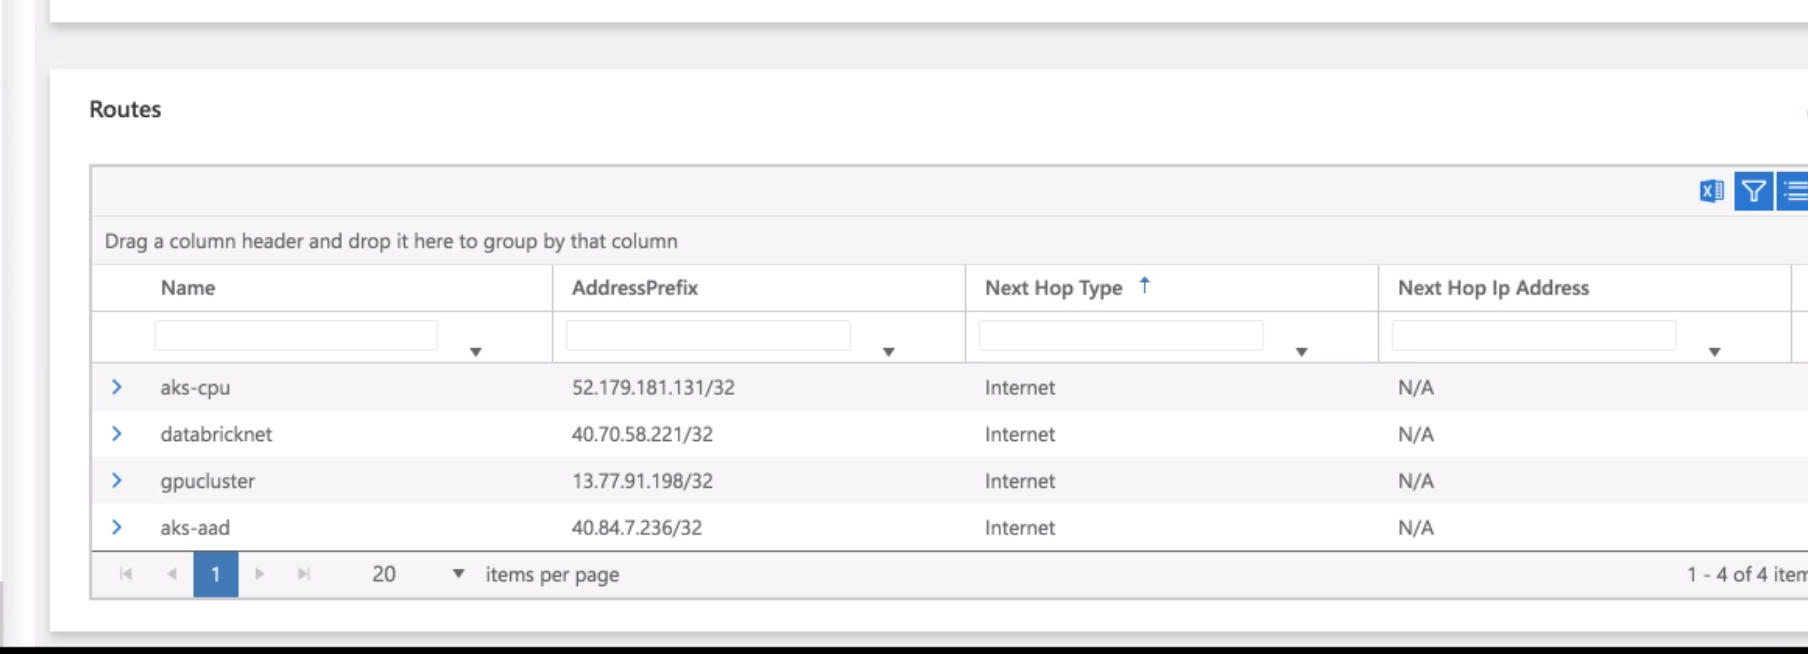 Routes
Drag a column header and drop it here to group by that column
Name AddressPrefix Next Hop Type ↑ Next Hop Ip Address
aks-cpu 52.179.181.131/32 Internet N/A
databricknet 40.70.58.221/32 Internet N/A
gpucluster 13.77.91.198/32 Internet N/A
aks-aad 40.84.7.236/32 Internet N/A
1 20 items per page 1 - 4 of 4 item